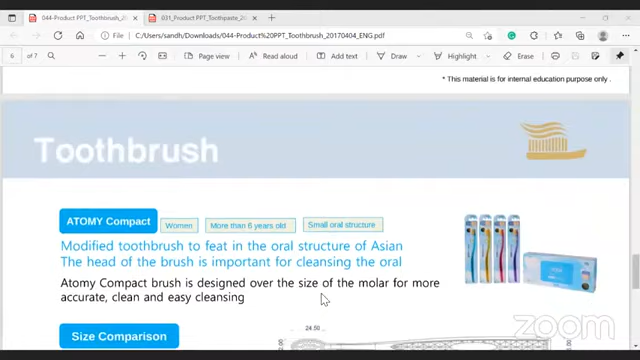 044-Product PPT_Toothbrush_2017
031_Product PPT_Toothpaste_2017
File
C:/Users/sandh/Downloads/044-Product%20PPT_Toothbrush_20170404_ENG.pdf
6 of 7
Page view
Read aloud
Add text
Draw
Highlight
Erase
* This material is for internal education purpose only .
Toothbrush
ATOMY Compact
Women
More than 6 years old
Small oral structure
Modified toothbrush to feat in the oral structure of Asian
The head of the brush is important for cleansing the oral
Atomy Compact brush is designed over the size of the molar for more
accurate, clean and easy cleansing
Size Comparison
24.50
zoom